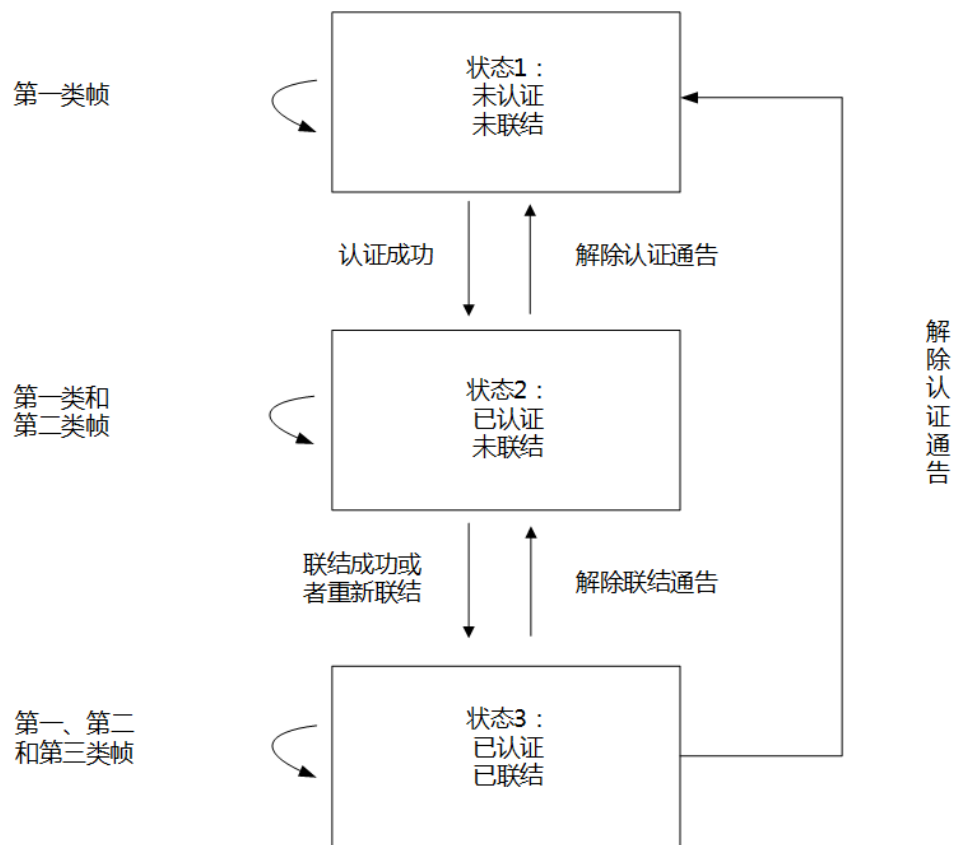 第一类帧
状态1：
未认证
未联结
认证成功
解除认证通告
第一类和
第二类帧
状态2：
已认证
未联结
解除认证通告
联结成功或
者重新联结
解除联结通告
第一、第二
和第三类帧
状态3：
已认证
已联结